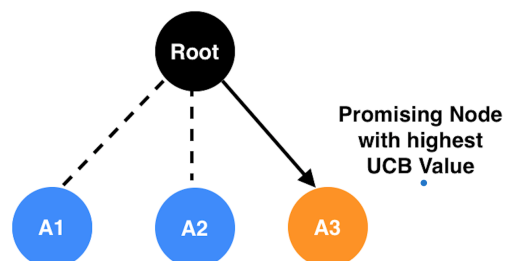 Root
Promising Node
with highest
UCB Value
A1
A2
A3